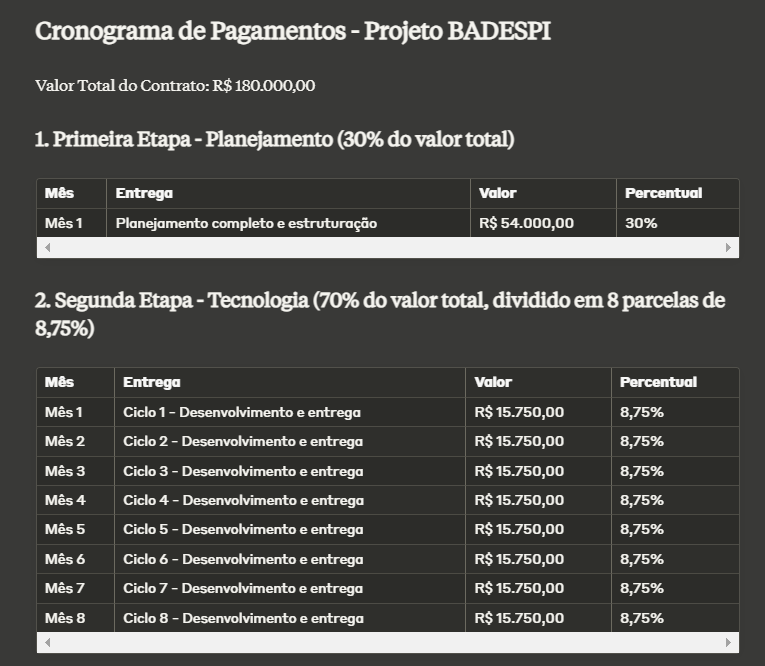 Cronograma de Pagamentos - Projeto BADESPI
Valor Total do Contrato: R$ 180.000,00
1. Primeira Etapa - Planejamento (30% do valor total)
Mês Entrega Valor Percentual
Mês 1 Planejamento completo e estruturação R$ 54.000,00 30%
2. Segunda Etapa - Tecnologia (70% do valor total, dividido em 8 parcelas de
8,75%)
Mês Entrega Valor Percentual
Mês 1 Ciclo 1 - Desenvolvimento e entrega R$ 15.750,00 8,75%
Mês 2 Ciclo 2 - Desenvolvimento e entrega R$ 15.750,00 8,75%
Mês 3 Ciclo 3 - Desenvolvimento e entrega R$ 15.750,00 8,75%
Mês 4 Ciclo 4 - Desenvolvimento e entrega R$ 15.750,00 8,75%
Mês 5 Ciclo 5 - Desenvolvimento e entrega R$ 15.750,00 8,75%
Mês 6 Ciclo 6 - Desenvolvimento e entrega R$ 15.750,00 8,75%
Mês 7 Ciclo 7 - Desenvolvimento e entrega R$ 15.750,00 8,75%
Mês 8 Ciclo 8 - Desenvolvimento e entrega R$ 15.750,00 8,75%